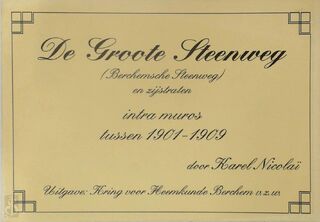 De Groote Steenweg
(Berchemsche Steenweg)
en zijstraten
intra muros
tussen 1901-1909
door Karel Nicolaï
Uitgave: Kring voor Heemkunde Berchem v.z.w.